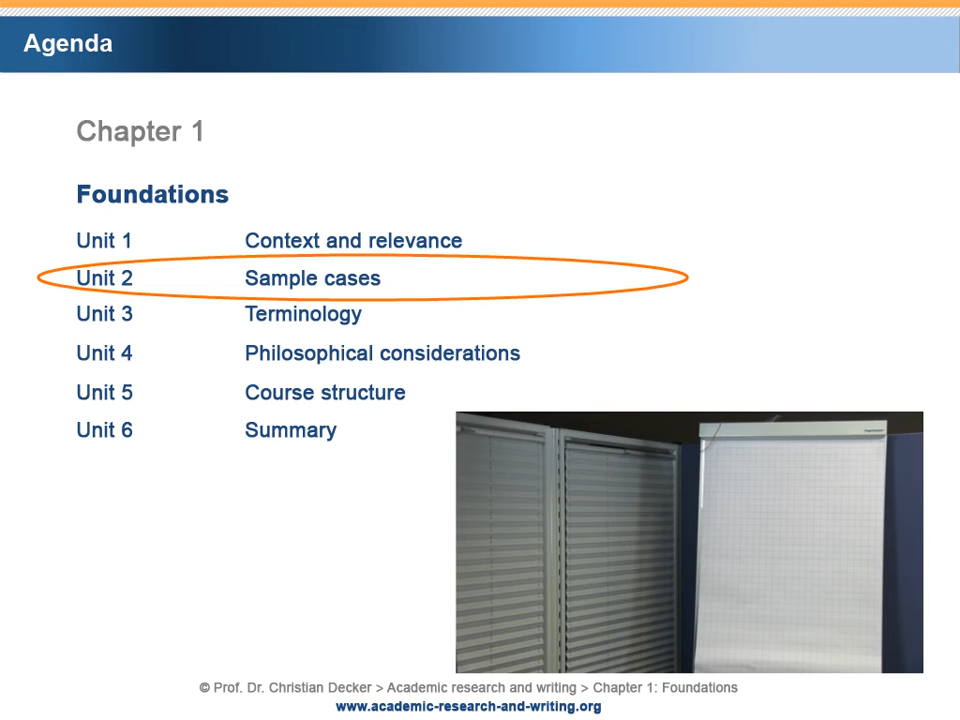 Agenda
Chapter 1
Foundations
Unit 1 Context and relevance
Unit 2 Sample cases
Unit 3 Terminology
Unit 4 Philosophical considerations
Unit 5 Course structure
Unit 6 Summary
© Prof. Dr. Christian Decker > Academic research and writing > Chapter 1: Foundations
www.academic-research-and-writing.org